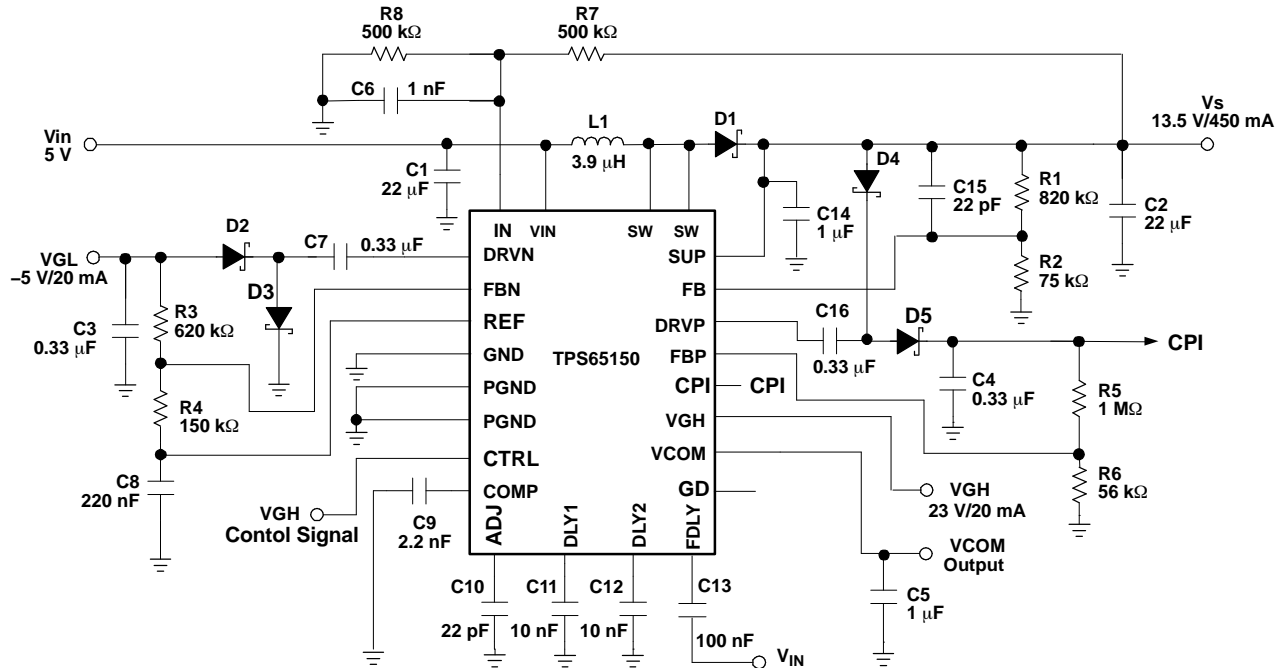 R8
500 kΩ
R7
500 kΩ
C6
1 nF
Vin
5 V
L1
3.9 μH
D1
Vs
13.5 V/450 mA
C1
22 μF
D4
C15
22 pF
R1
820 kΩ
C14
1 μF
C2
22 μF
R2
75 kΩ
VGL
–5 V/20 mA
D2
C7
0.33 μF
D3
R3
620 kΩ
C3
0.33 μF
R4
150 kΩ
C8
220 nF
IN
VIN
SW
SW
DRVN
FBN
REF
GND
PGND
PGND
CTRL
COMP
TPS65150
SUP
FB
DRVP
FBP
CPI
VGH
VCOM
GD
ADJ
DLY1
DLY2
FDLY
CPI
C16
0.33 μF
D5
CPI
C4
0.33 μF
R5
1 MΩ
R6
56 kΩ
VGH
23 V/20 mA
VCOM
Output
C5
1 μF
VGH
Contol Signal
C9
2.2 nF
C10
22 pF
C11
10 nF
C12
10 nF
C13
100 nF
VIN